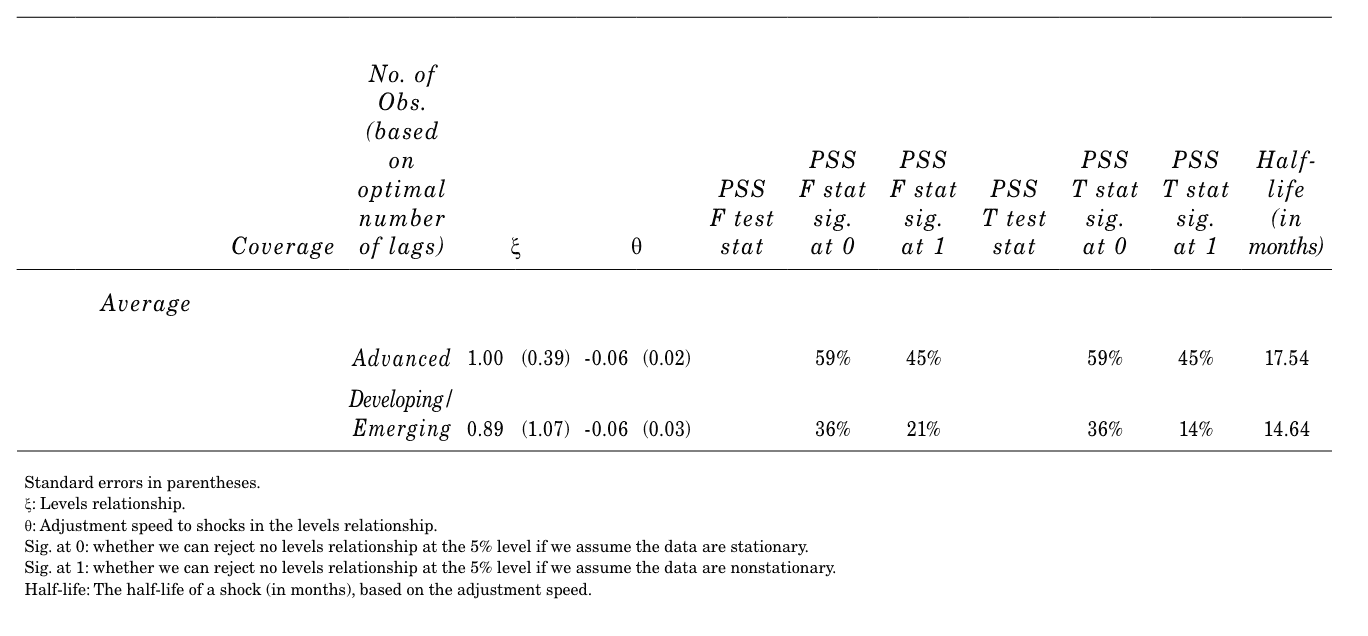 No. of
Obs.
(based
on
optimal
number
of lags)
PSS
F test
stat
PSS
F stat
sig.
at 0
PSS
F stat
sig.
at 1
PSS
T test
stat
PSS
T stat
sig.
at 0
PSS
T stat
sig.
at 1
Half-
life
(in
months)
Coverage
ξ
θ
Average
Advanced 1.00 (0.39) -0.06 (0.02) 59% 45% 59% 45% 17.54
Developing/
Emerging 0.89 (1.07) -0.06 (0.03) 36% 21% 36% 14% 14.64
Standard errors in parentheses.
ξ: Levels relationship.
θ: Adjustment speed to shocks in the levels relationship.
Sig. at 0: whether we can reject no levels relationship at the 5% level if we assume the data are stationary.
Sig. at 1: whether we can reject no levels relationship at the 5% level if we assume the data are nonstationary.
Half-life: The half-life of a shock (in months), based on the adjustment speed.